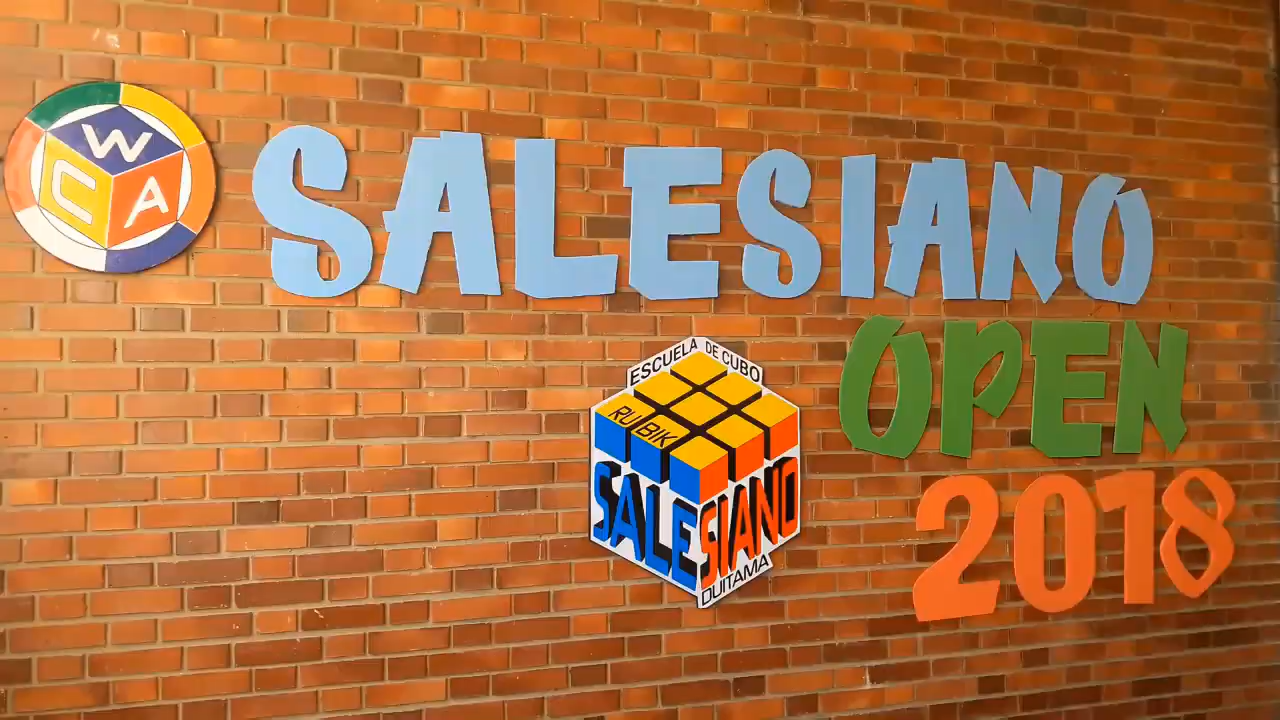 WCA
SALESIANO
OPEN
2018
ESCUELA DE CUBO
RUBIK
SALESIANO
DUITAMA